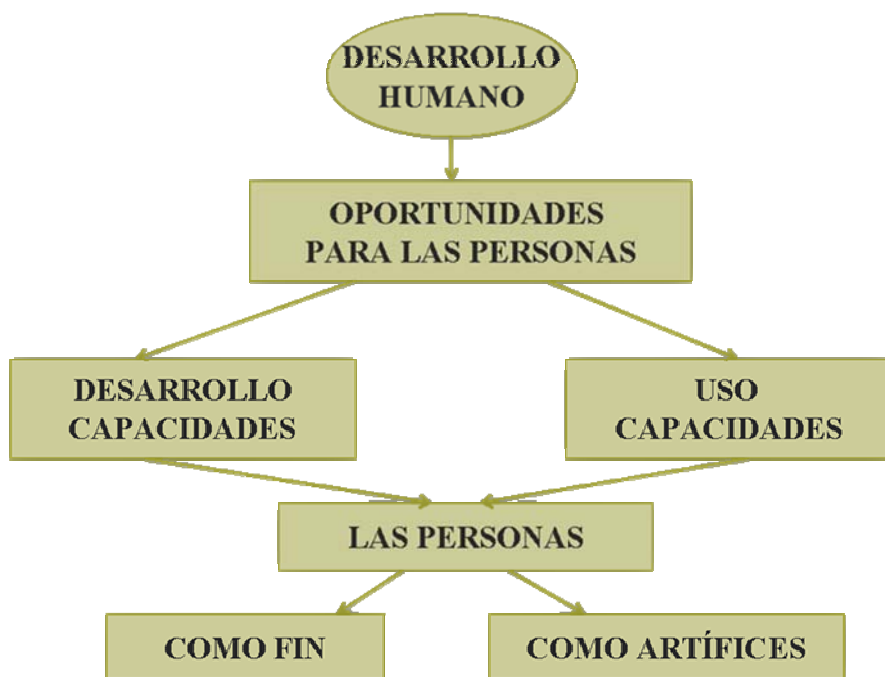 DESARROLLO
HUMANO
OPORTUNIDADES
PARA LAS PERSONAS
DESARROLLO
CAPACIDADES
USO
CAPACIDADES
LAS PERSONAS
COMO FIN
COMO ARTÍFICES